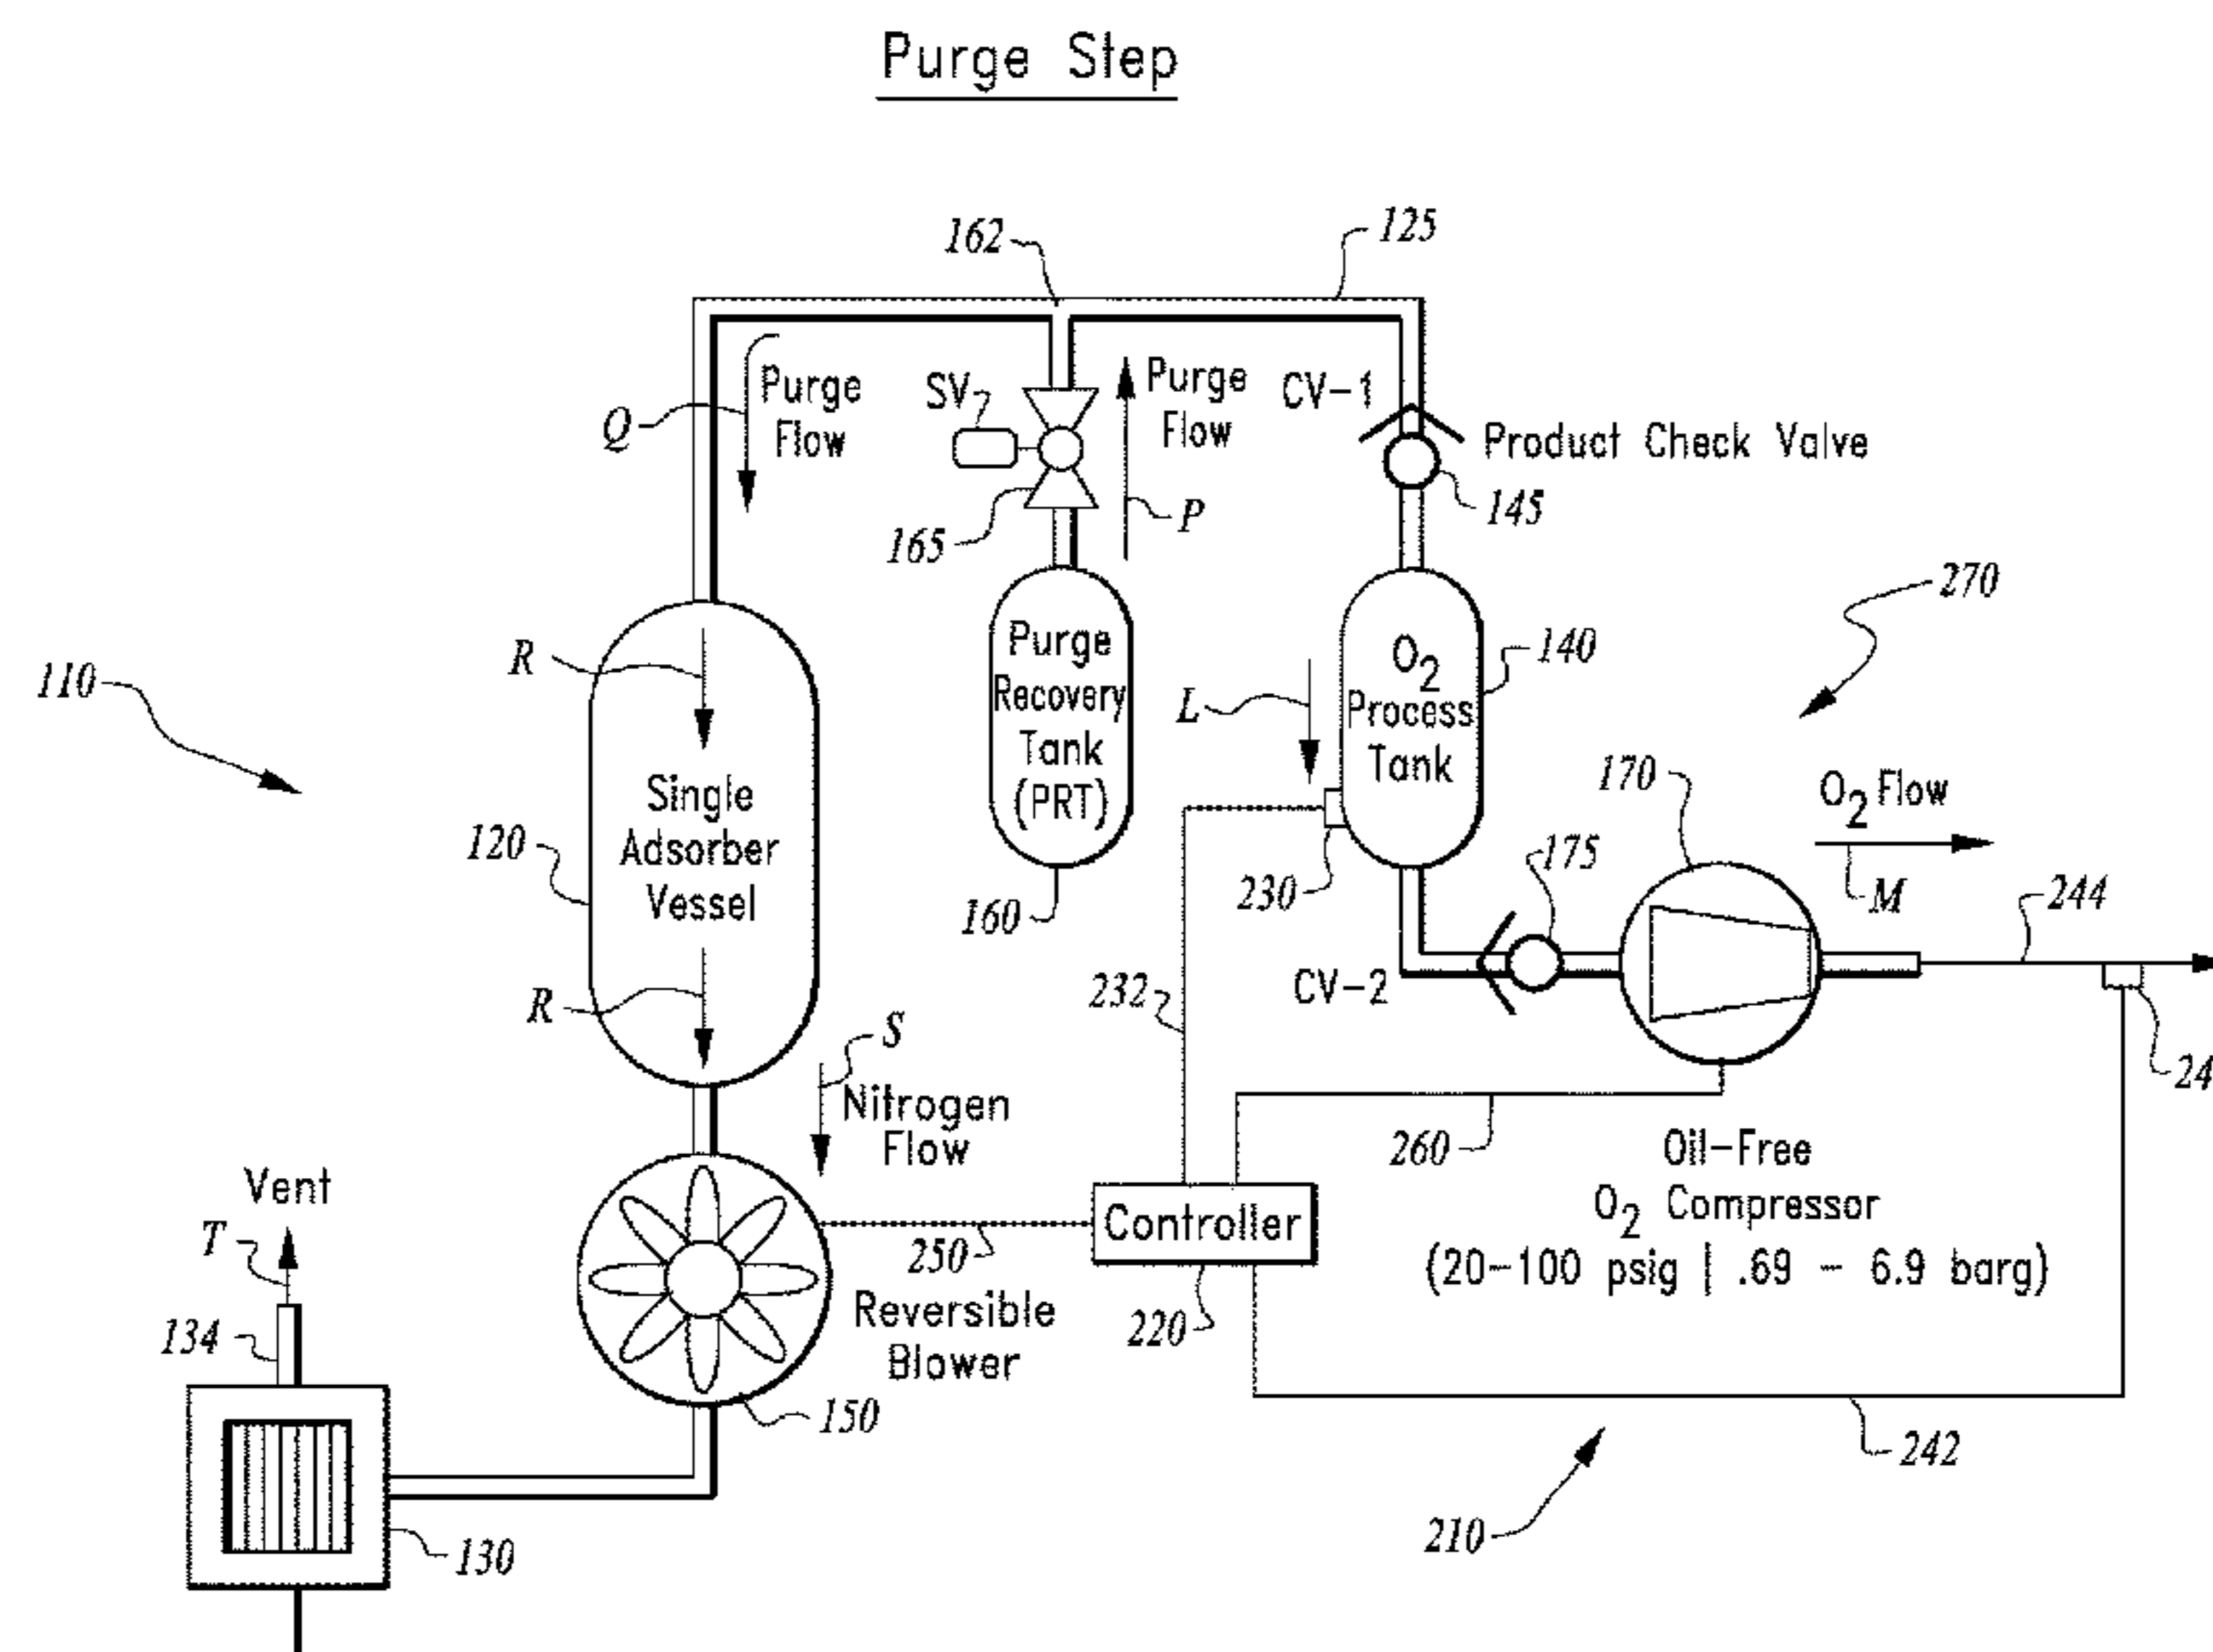 Purge Step
162
125
Q
Purge
Flow
SV
Purge
Flow
CV-1
Product Check Valve
145
165
P
270
110
R
Purge
Recovery
Tank
(PRT)
O2
Process
Tank
140
L
170
O2 Flow
Single
Adsorber
Vessel
120
160
230
175
M
244
R
S
232
CV-2
24
Nitrogen
Flow
260
Oil-Free
O2 Compressor
(20-100 psig | .69 - 6.9 barg)
Vent
T
250
Controller
220
Reversible
Blower
134
150
242
130
210